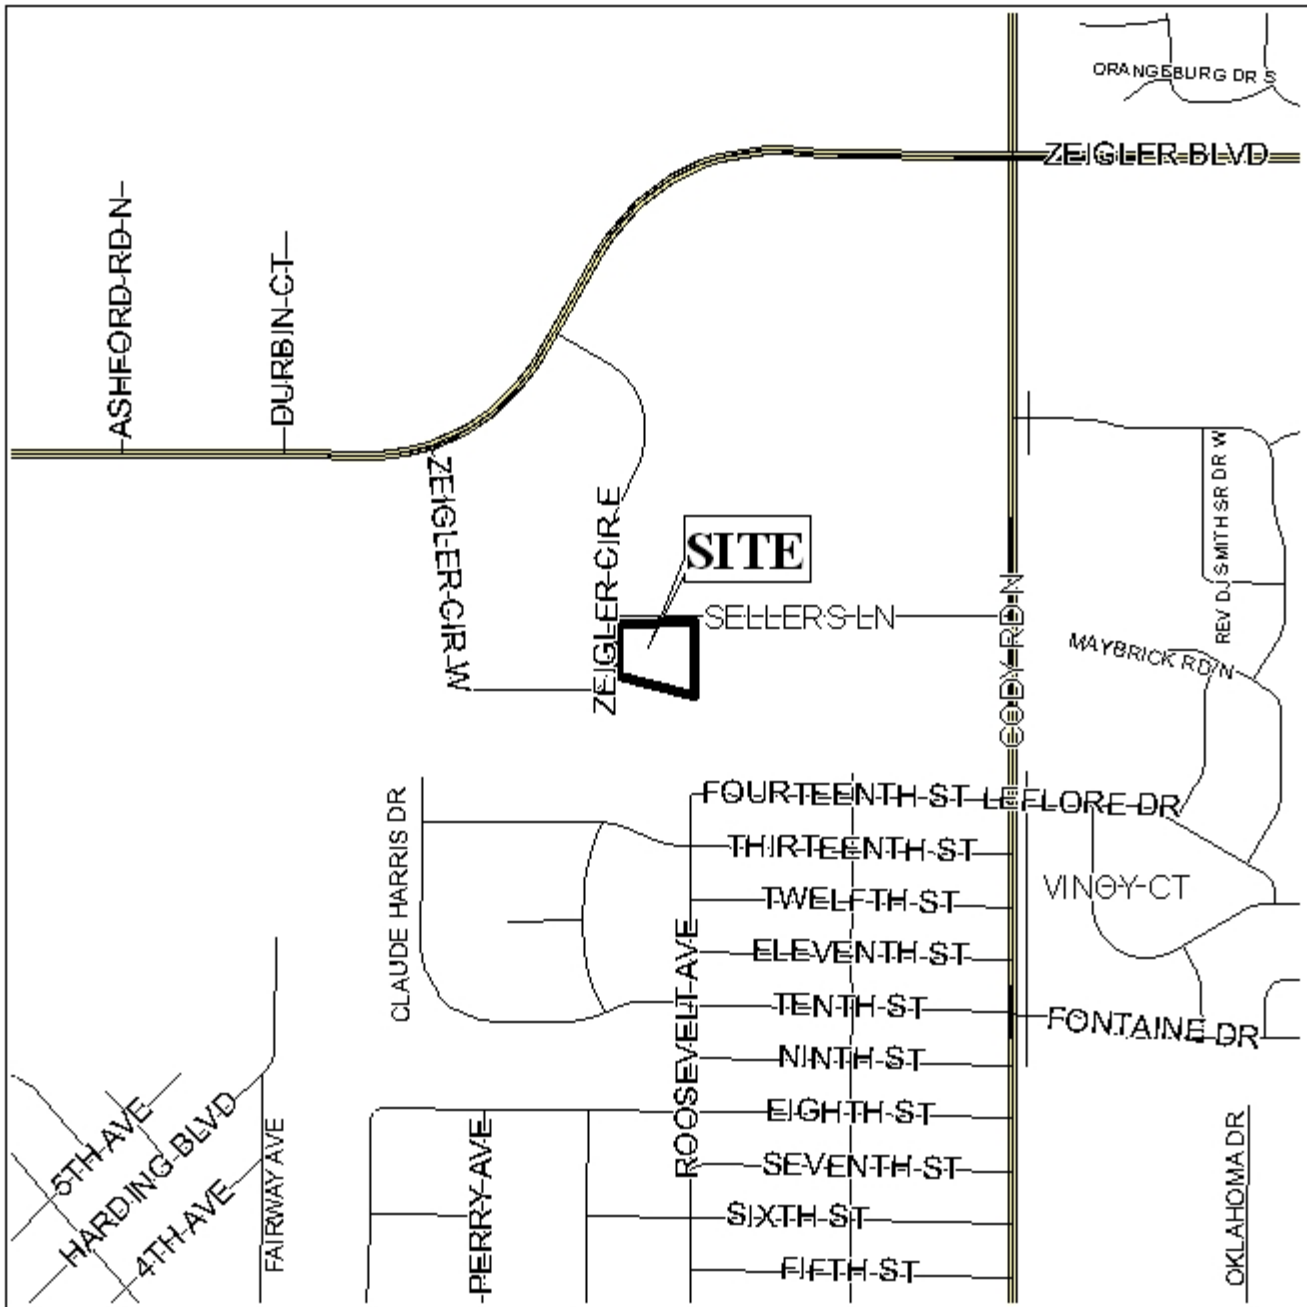 ORANGEBURG DR S
ZEIGLER BLVD
ASHFORD RD N
DURBIN CT
ZEIGLER CIR W
ZEIGLER CIR E
SITE
SELLERS LN
CODY RD N
REV DJ SMITH SR DR W
MAYBRICK RD N
FOURTEENTH ST
LEFLORE DR
CLAUDE HARRIS DR
THIRTEENTH ST
TWELFTH ST
VINOY CT
ROOSEVELT AVE
ELEVENTH ST
TENTH ST
FONTAINE DR
NINTH ST
EIGHTH ST
SEVENTH ST
SIXTH ST
FIFTH ST
5TH AVE
HARDING BLVD
4TH AVE
FAIRWAY AVE
PERRY AVE
OKLAHOMA DR